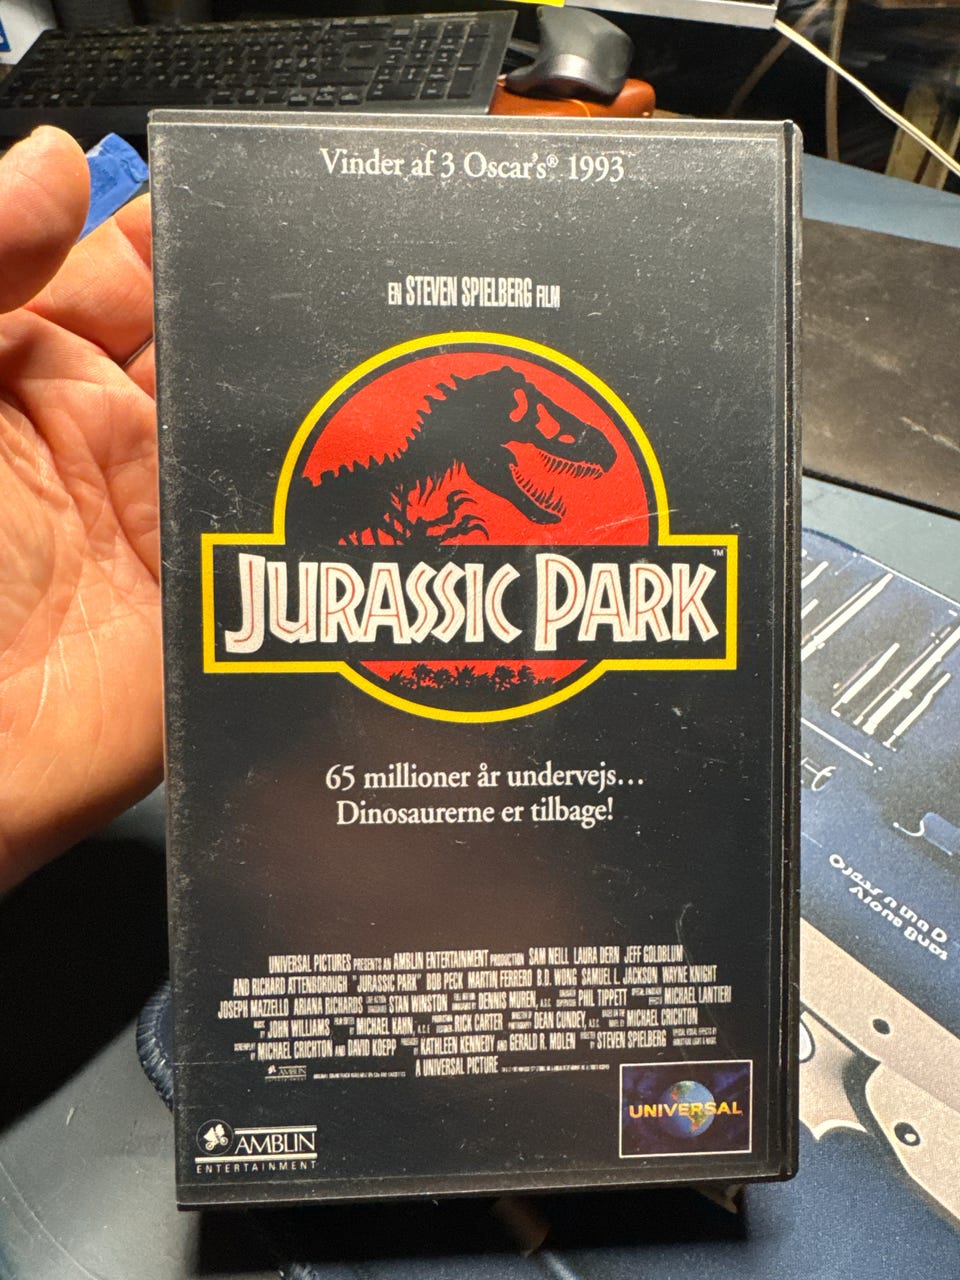 Vinder af 3 Oscar's® 1993
EN STEVEN SPIELBERG FILM
JURASSIC PARK™
65 millioner år undervejs...
Dinosaurerne er tilbage!
UNIVERSAL PICTURES PRESENTS AN AMBLIN ENTERTAINMENT PRODUCTION SAM NEILL LAURA DERN JEFF GOLDBLUM
AND RICHARD ATTENBOROUGH "JURASSIC PARK" BOB PECK MARTIN FERRERO B.D. WONG SAMUEL L. JACKSON WAYNE KNIGHT
JOSEPH MAZZELLO ARIANA RICHARDS STAN WINSTON DENNIS MUREN, A.S.C. PHIL TIPPETT MICHAEL LANTIERI
MUSIC BY JOHN WILLIAMS MICHAEL KAHN, A.C.E. RICK CARTER DEAN CUNDEY, A.S.C. MICHAEL CRICHTON
MICHAEL CRICHTON AND DAVID KOEPP KATHLEEN KENNEDY AND GERALD R. MOLEN STEVEN SPIELBERG
A UNIVERSAL PICTURE
AMBLIN
UNIVERSAL
AMBLIN
ENTERTAINMENT